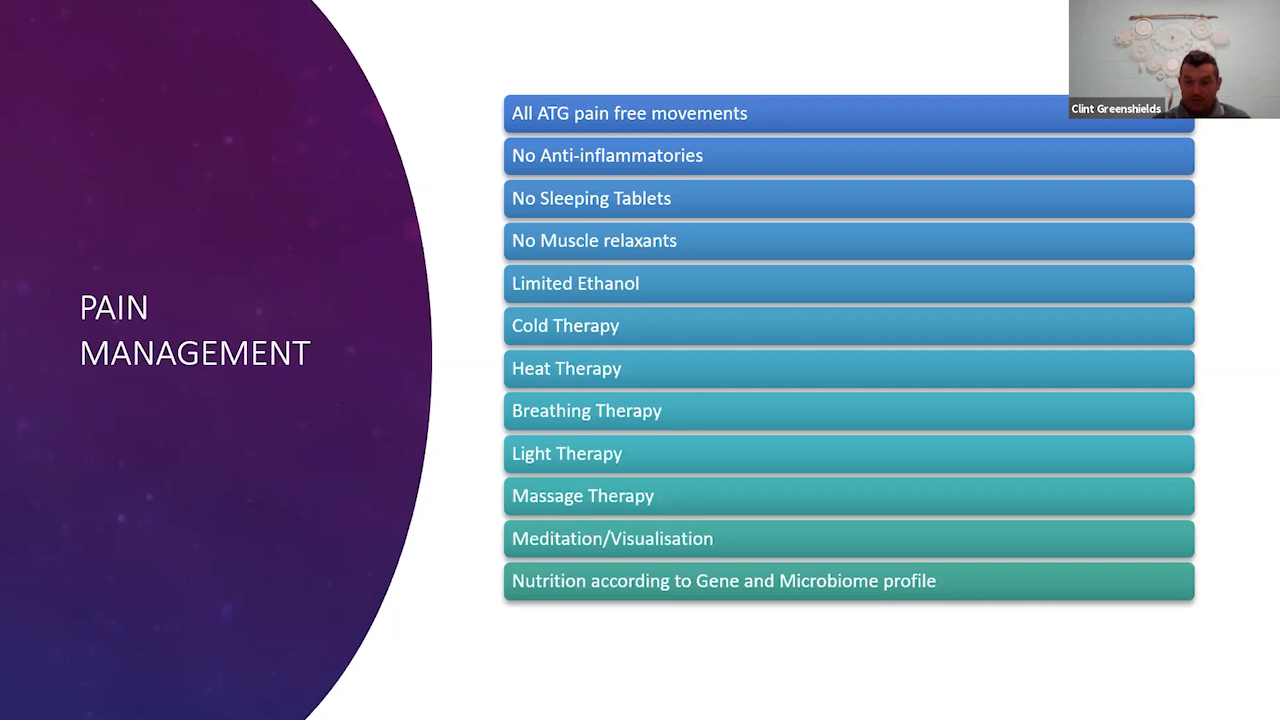 PAIN
MANAGEMENT
All ATG pain free movements
No Anti-inflammatories
No Sleeping Tablets
No Muscle relaxants
Limited Ethanol
Cold Therapy
Heat Therapy
Breathing Therapy
Light Therapy
Massage Therapy
Meditation/Visualisation
Nutrition according to Gene and Microbiome profile
Clint Greenshields